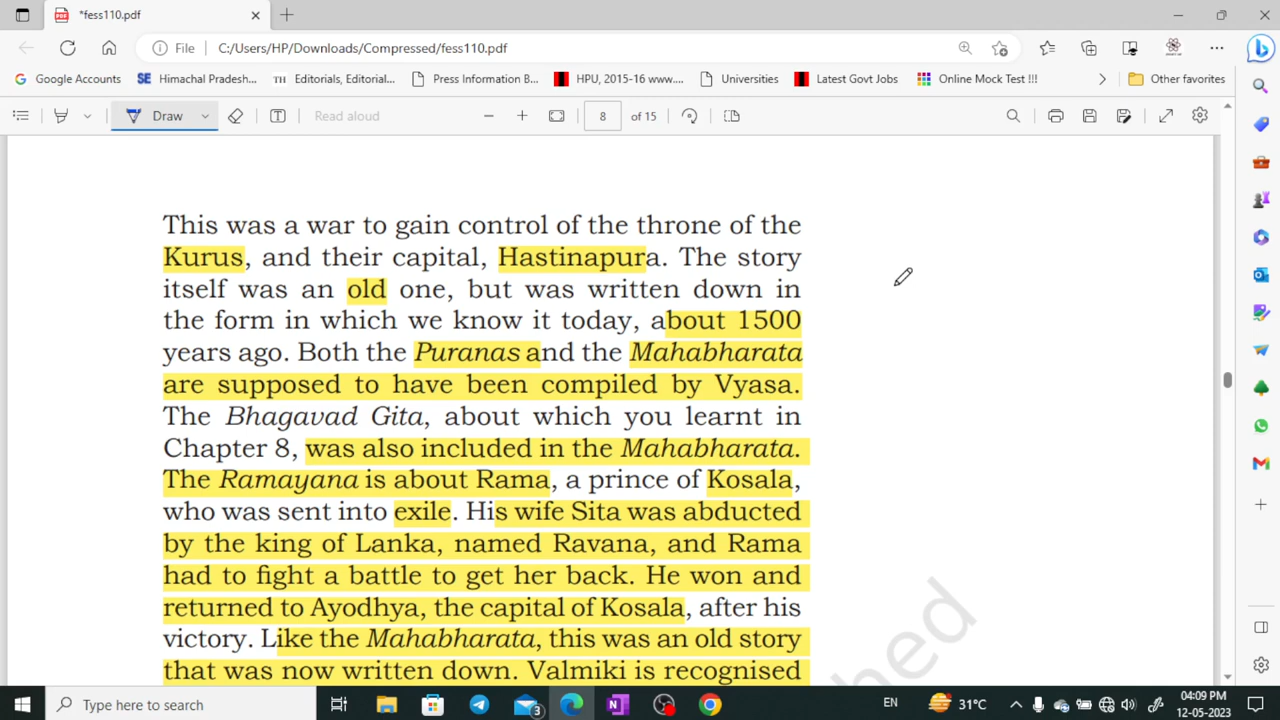 *fess110.pdf
File C:/Users/HP/Downloads/Compressed/fess110.pdf
Google Accounts SE Himachal Pradesh... TH Editorials, Editorial... Press Information B... HPU, 2015-16 www.... Universities Latest Govt Jobs Online Mock Test !!! Other favorites
Draw Read aloud 8 of 15
This was a war to gain control of the throne of the
Kurus, and their capital, Hastinapura. The story
itself was an old one, but was written down in
the form in which we know it today, about 1500
years ago. Both the Puranas and the Mahabharata
are supposed to have been compiled by Vyasa.
The Bhagavad Gita, about which you learnt in
Chapter 8, was also included in the Mahabharata.
The Ramayana is about Rama, a prince of Kosala,
who was sent into exile. His wife Sita was abducted
by the king of Lanka, named Ravana, and Rama
had to fight a battle to get her back. He won and
returned to Ayodhya, the capital of Kosala, after his
victory. Like the Mahabharata, this was an old story
that was now written down. Valmiki is recognised
hed
Type here to search 3 EN 31°C 04:09 PM
12-05-2023